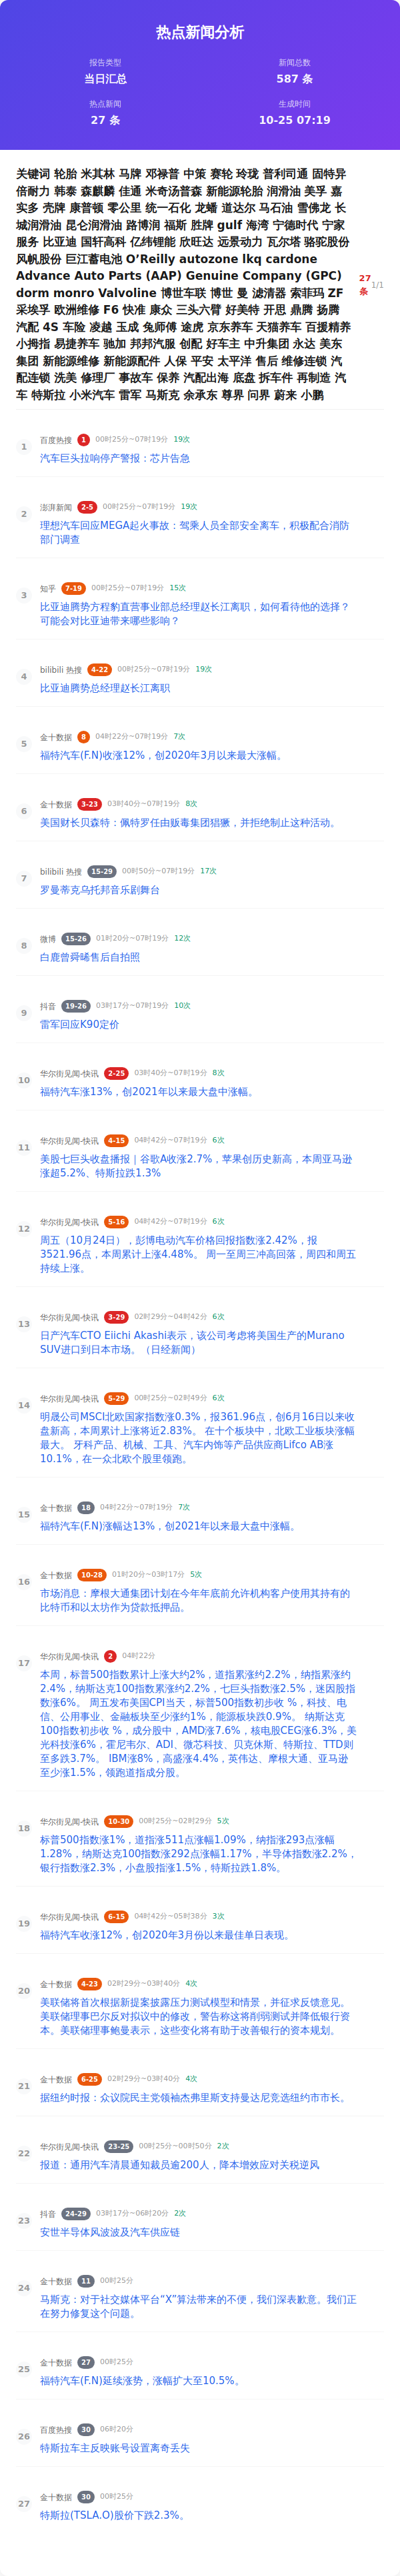 热点新闻分析
报告类型
当日汇总
新闻总数
587 条
热点新闻
27 条
生成时间
10-25 07:19
关键词 轮胎 米其林 马牌 邓禄普 中策 赛轮 玲珑 普利司通 固特异
倍耐力 韩泰 森麒麟 佳通 米奇汤普森 新能源轮胎 润滑油 美孚 嘉
实多 壳牌 康普顿 零公里 统一石化 龙蟠 道达尔 马石油 雪佛龙 长
城润滑油 昆仑润滑油 路博润 福斯 胜牌 gulf 海湾 宁德时代 宁家
服务 比亚迪 国轩高科 亿纬锂能 欣旺达 远景动力 瓦尔塔 骆驼股份
风帆股份 巨江蓄电池 O’Reilly autozone lkq cardone
Advance Auto Parts (AAP) Genuine Company (GPC)
dorm monro Valvoline 博世车联 博世 曼 滤清器 索菲玛 ZF
采埃孚 欧洲维修 F6 快准 康众 三头六臂 好美特 开思 鼎腾 扬腾
汽配 4S 车险 凌越 玉成 兔师傅 途虎 京东养车 天猫养车 百援精养
小拇指 易捷养车 驰加 邦邦汽服 创配 好车主 中升集团 永达 美东
集团 新能源维修 新能源配件 人保 平安 太平洋 售后 维修连锁 汽
配连锁 洗美 修理厂 事故车 保养 汽配出海 底盘 拆车件 再制造 汽
车 特斯拉 小米汽车 雷军 马斯克 余承东 尊界 问界 蔚来 小鹏
27
条
1/1
1
百度热搜 1 00时25分~07时19分 19次
汽车巨头拉响停产警报：芯片告急
2
澎湃新闻 2-5 00时25分~07时19分 19次
理想汽车回应MEGA起火事故：驾乘人员全部安全离车，积极配合消防
部门调查
3
知乎 7-19 00时25分~07时19分 15次
比亚迪腾势方程豹直营事业部总经理赵长江离职，如何看待他的选择？
可能会对比亚迪带来哪些影响？
4
bilibili 热搜 4-22 00时25分~07时19分 19次
比亚迪腾势总经理赵长江离职
5
金十数据 8 04时22分~07时19分 7次
福特汽车(F.N)收涨12%，创2020年3月以来最大涨幅。
6
金十数据 3-23 03时40分~07时19分 8次
美国财长贝森特：佩特罗任由贩毒集团猖獗，并拒绝制止这种活动。
7
bilibili 热搜 15-29 00时50分~07时19分 17次
罗曼蒂克乌托邦音乐剧舞台
8
微博 15-26 01时20分~07时19分 12次
白鹿曾舜晞售后自拍照
9
抖音 19-26 03时17分~07时19分 10次
雷军回应K90定价
10
华尔街见闻-快讯 2-25 03时40分~07时19分 8次
福特汽车涨13%，创2021年以来最大盘中涨幅。
11
华尔街见闻-快讯 4-15 04时42分~07时19分 6次
美股七巨头收盘播报｜谷歌A收涨2.7%，苹果创历史新高，本周亚马逊
涨超5.2%、特斯拉跌1.3%
12
华尔街见闻-快讯 5-16 04时42分~07时19分 6次
周五（10月24日），彭博电动汽车价格回报指数涨2.42%，报
3521.96点，本周累计上涨4.48%。 周一至周三冲高回落，周四和周五
持续上涨。
13
华尔街见闻-快讯 3-29 02时29分~04时42分 6次
日产汽车CTO Eiichi Akashi表示，该公司考虑将美国生产的Murano
SUV进口到日本市场。（日经新闻）
14
华尔街见闻-快讯 5-29 00时25分~02时49分 6次
明晟公司MSCI北欧国家指数涨0.3%，报361.96点，创6月16日以来收
盘新高，本周累计上涨将近2.83%。 在十个板块中，北欧工业板块涨幅
最大。 牙科产品、机械、工具、汽车内饰等产品供应商Lifco AB涨
10.1%，在一众北欧个股里领跑。
15
金十数据 18 04时22分~07时19分 7次
福特汽车(F.N)涨幅达13%，创2021年以来最大盘中涨幅。
16
金十数据 10-28 01时20分~03时17分 5次
市场消息：摩根大通集团计划在今年年底前允许机构客户使用其持有的
比特币和以太坊作为贷款抵押品。
17
华尔街见闻-快讯 2 04时22分
本周，标普500指数累计上涨大约2%，道指累涨约2.2%，纳指累涨约
2.4%，纳斯达克100指数累涨约2.2%，七巨头指数涨2.5%，迷因股指
数涨6%。 周五发布美国CPI当天，标普500指数初步收 %，科技、电
信、公用事业、金融板块至少涨约1%，能源板块跌0.9%。 纳斯达克
100指数初步收 %，成分股中，AMD涨7.6%，核电股CEG涨6.3%，美
光科技涨6%，霍尼韦尔、ADI、微芯科技、贝克休斯、特斯拉、TTD则
至多跌3.7%。 IBM涨8%，高盛涨4.4%，英伟达、摩根大通、亚马逊
至少涨1.5%，领跑道指成分股。
18
华尔街见闻-快讯 10-30 00时25分~02时29分 5次
标普500指数涨1%，道指涨511点涨幅1.09%，纳指涨293点涨幅
1.28%，纳斯达克100指数涨292点涨幅1.17%，半导体指数涨2.2%，
银行指数涨2.3%，小盘股指涨1.5%，特斯拉跌1.8%。
19
华尔街见闻-快讯 6-15 04时42分~05时38分 3次
福特汽车收涨12%，创2020年3月份以来最佳单日表现。
20
金十数据 4-23 02时29分~03时40分 4次
美联储将首次根据新提案披露压力测试模型和情景，并征求反馈意见。
美联储理事巴尔反对拟议中的修改，警告称这将削弱测试并降低银行资
本。美联储理事鲍曼表示，这些变化将有助于改善银行的资本规划。
21
金十数据 6-25 02时29分~03时40分 4次
据纽约时报：众议院民主党领袖杰弗里斯支持曼达尼竞选纽约市市长。
22
华尔街见闻-快讯 23-25 00时25分~00时50分 2次
报道：通用汽车清晨通知裁员逾200人，降本增效应对关税逆风
23
抖音 24-29 03时17分~06时20分 2次
安世半导体风波波及汽车供应链
24
金十数据 11 00时25分
马斯克：对于社交媒体平台“X”算法带来的不便，我们深表歉意。我们正
在努力修复这个问题。
25
金十数据 27 00时25分
福特汽车(F.N)延续涨势，涨幅扩大至10.5%。
26
百度热搜 30 06时20分
特斯拉车主反映账号设置离奇丢失
27
金十数据 30 00时25分
特斯拉(TSLA.O)股价下跌2.3%。